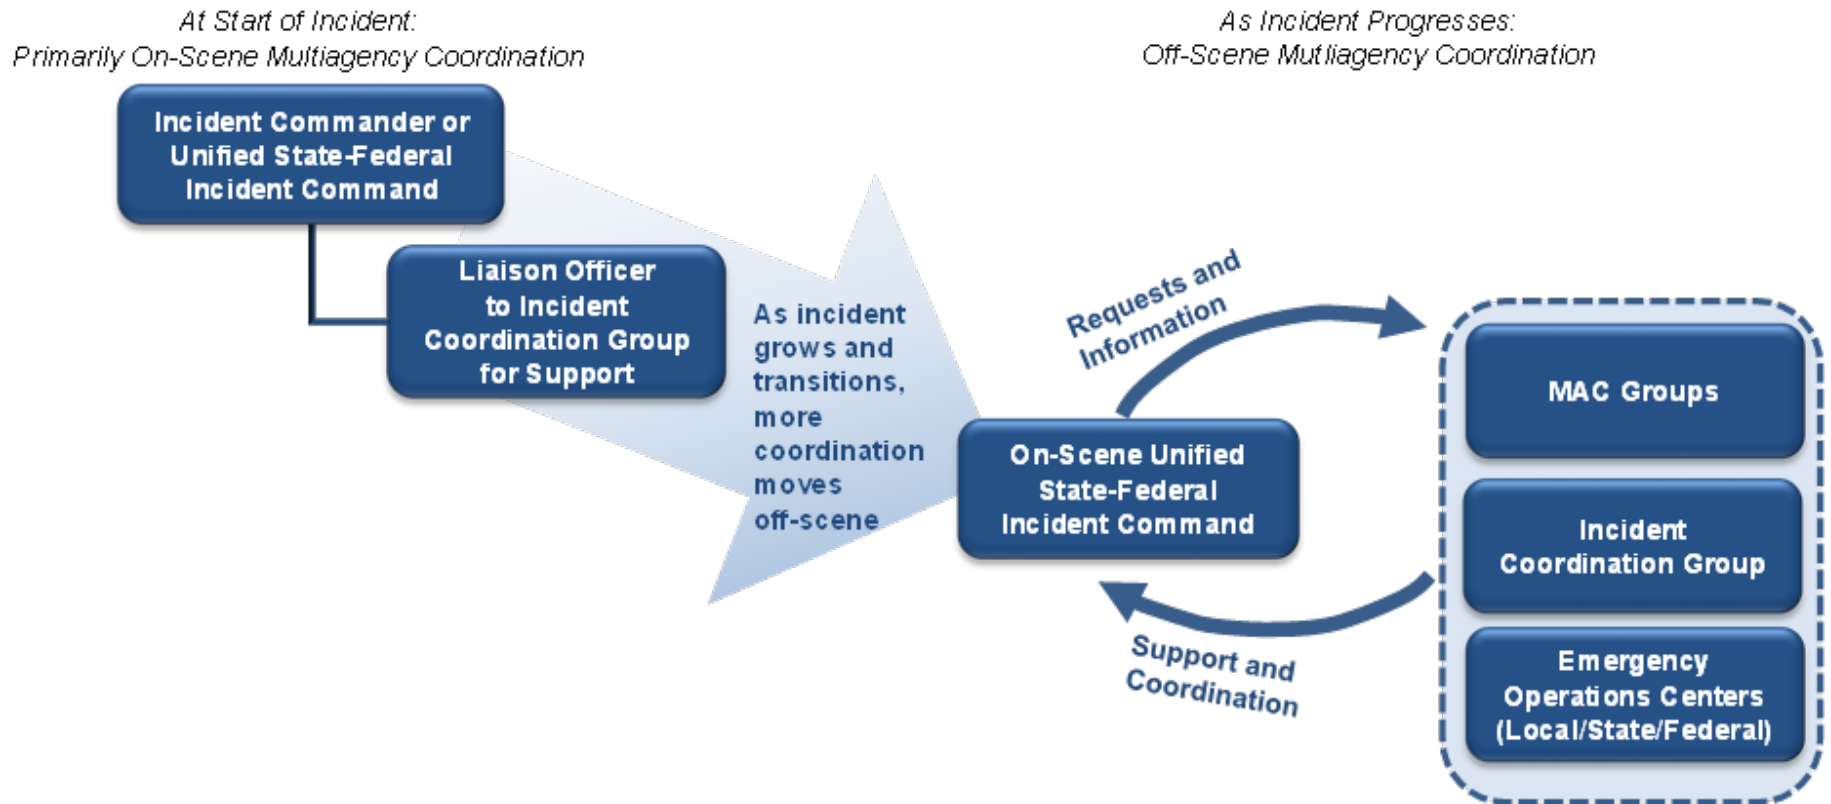 At Start of Incident:
Primarily On-Scene Multiagency Coordination
As Incident Progresses:
Off-Scene Mutliagency Coordination
Incident Commander or
Unified State-Federal
Incident Command
Liaison Officer
to Incident
Coordination Group
for Support
As incident
grows and
transitions,
more
coordination
moves
off-scene
On-Scene Unified
State-Federal
Incident Command
Requests and
Information
Support and
Coordination
MAC Groups
Incident
Coordination Group
Emergency
Operations Centers
(Local/State/Federal)